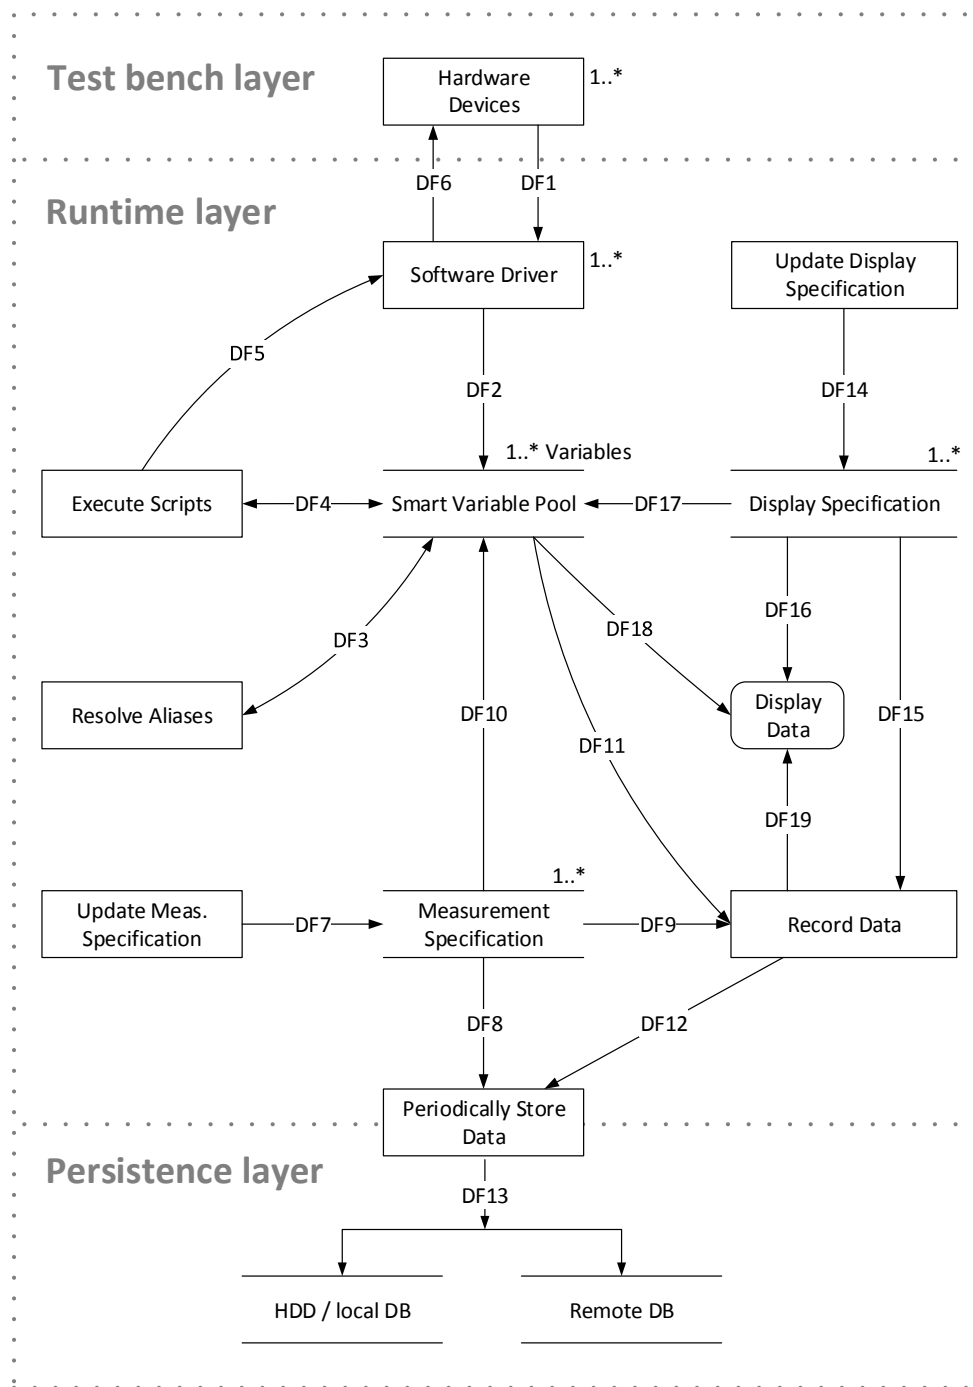 Test bench layer
Hardware
Devices
1..*
DF6
DF1
Runtime layer
Software Driver
1..*
Update Display
Specification
DF5
DF2
DF14
1..* Variables
1..*
Execute Scripts
DF4
Smart Variable Pool
DF17
Display Specification
DF16
DF18
DF3
Resolve Aliases
DF10
DF11
Display
Data
DF15
DF19
1..*
Update Meas.
Specification
DF7
Measurement
Specification
DF9
Record Data
DF8
DF12
Periodically Store
Data
Persistence layer
DF13
HDD / local DB
Remote DB